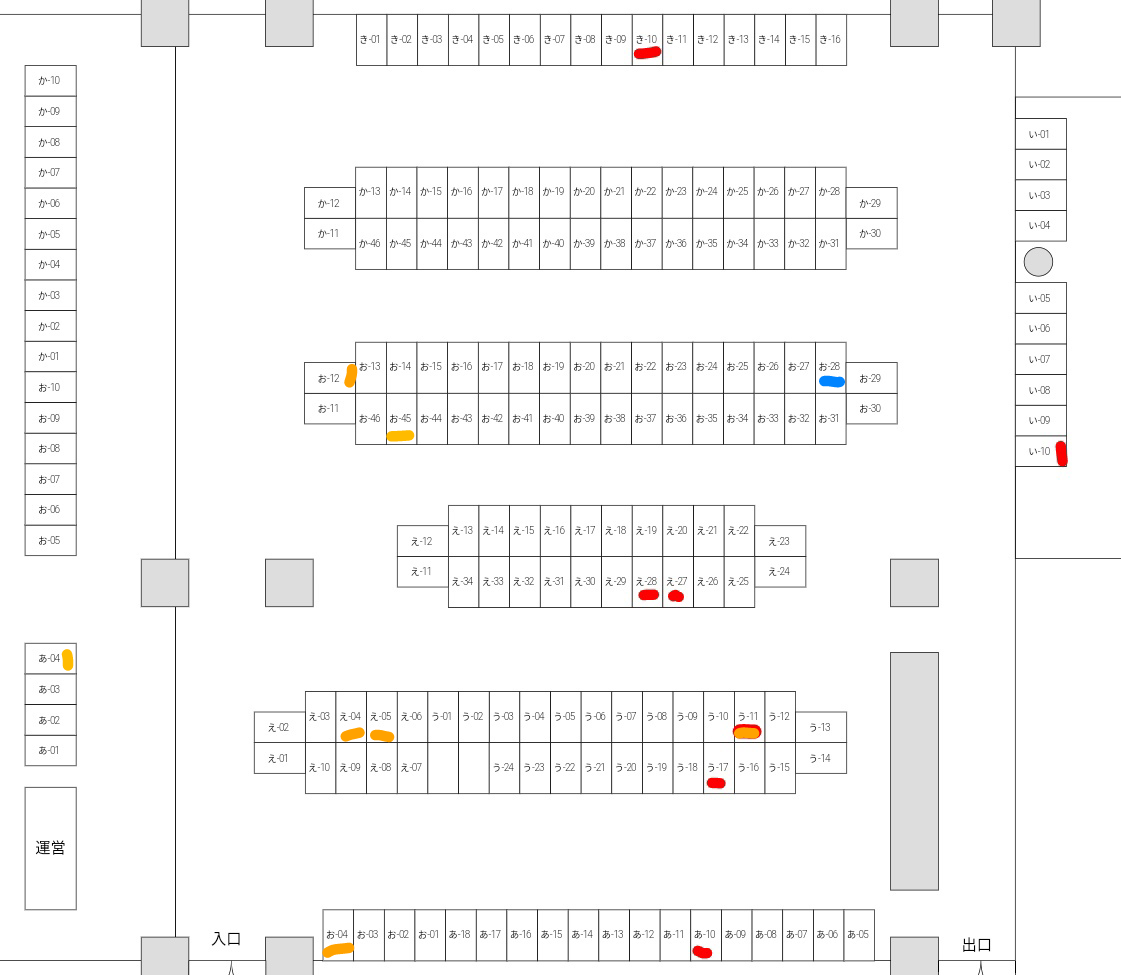 き-01 き-02 き-03 き-04 き-05 き-06 き-07 き-08 き-09 き-10 き-11 き-12 き-13 き-14 き-15 き-16
か-10
か-09
か-08
か-07
か-06
か-05
か-04
か-03
か-02
か-01
お-10
お-09
お-08
お-07
お-06
お-05
か-13 か-14 か-15 か-16 か-17 か-18 か-19 か-20 か-21 か-22 か-23 か-24 か-25 か-26 か-27 か-28
か-12 か-29
か-11 か-30
か-46 か-45 か-44 か-43 か-42 か-41 か-40 か-39 か-38 か-37 か-36 か-35 か-34 か-33 か-32 か-31
い-01
い-02
い-03
い-04
い-05
い-06
い-07
い-08
い-09
い-10
お-13 お-14 お-15 お-16 お-17 お-18 お-19 お-20 お-21 お-22 お-23 お-24 お-25 お-26 お-27 お-28
お-12 お-29
お-11 お-30
お-46 お-45 お-44 お-43 お-42 お-41 お-40 お-39 お-38 お-37 お-36 お-35 お-34 お-33 お-32 お-31
え-13 え-14 え-15 え-16 え-17 え-18 え-19 え-20 え-21 え-22
え-12 え-23
え-11 え-24
え-34 え-33 え-32 え-31 え-30 え-29 え-28 え-27 え-26 え-25
あ-04
あ-03
あ-02
あ-01
え-03 え-04 え-05 え-06 う-01 う-02 う-03 う-04 う-05 う-06 う-07 う-08 う-09 う-10 う-11 う-12
え-02 う-13
え-01 う-14
え-10 え-09 え-08 え-07 う-24 う-23 う-22 う-21 う-20 う-19 う-18 う-17 う-16 う-15
運営
お-04 お-03 お-02 お-01 あ-18 あ-17 あ-16 あ-15 あ-14 あ-13 あ-12 あ-11 あ-10 あ-09 あ-08 あ-07 あ-06 あ-05
入口
出口